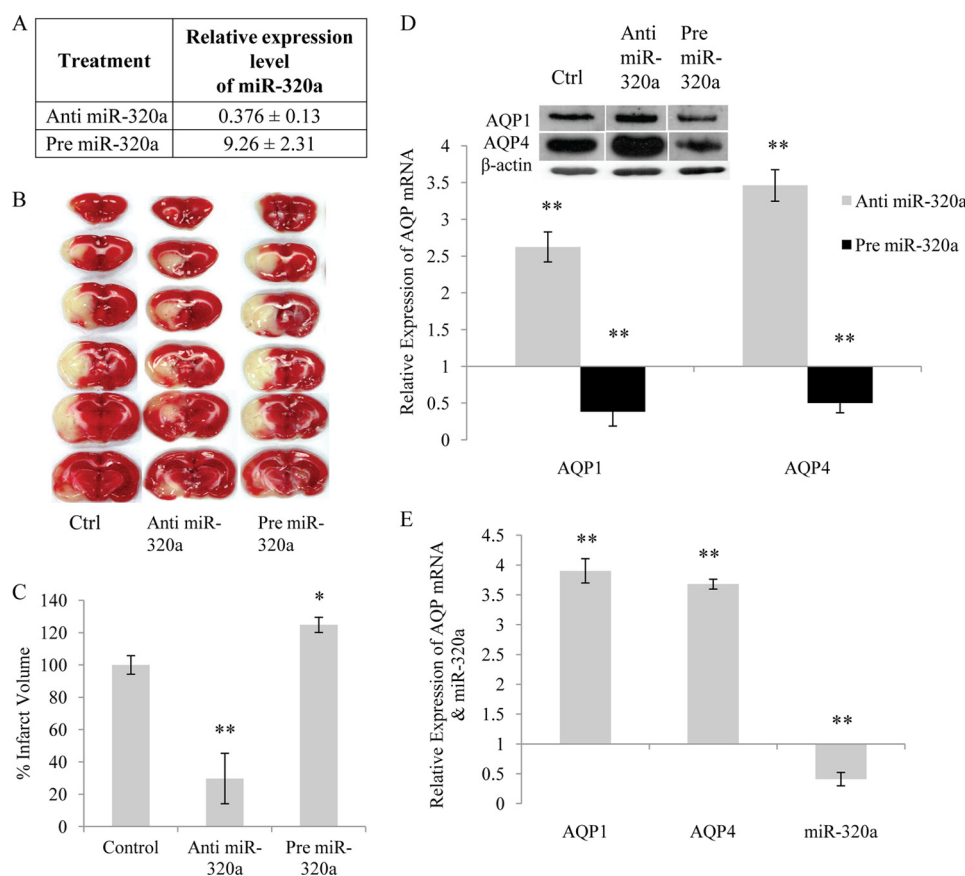 A
Treatment
Relative expression
level
of miR-320a
Anti miR-320a
0.376 ± 0.13
Pre miR-320a
9.26 ± 2.31
B
Ctrl
Anti miR-
320a
Pre miR-
320a
C
% Infarct Volume
140
120
100
80
60
40
20
0
**
*
Control
Anti miR-
320a
Pre miR-
320a
D
Ctrl
Anti
miR-
320a
Pre
miR-
320a
AQP1
AQP4
β-actin
Relative Expression of AQP mRNA
4
3.5
3
2.5
2
1
0.5
0
**
**
**
**
Anti miR-320a
Pre miR-320a
AQP1
AQP4
E
Relative Expression of AQP mRNA
& miR-320a
4.5
4
3.5
3
2.5
2
1
0.5
0
**
**
**
AQP1
AQP4
miR-320a